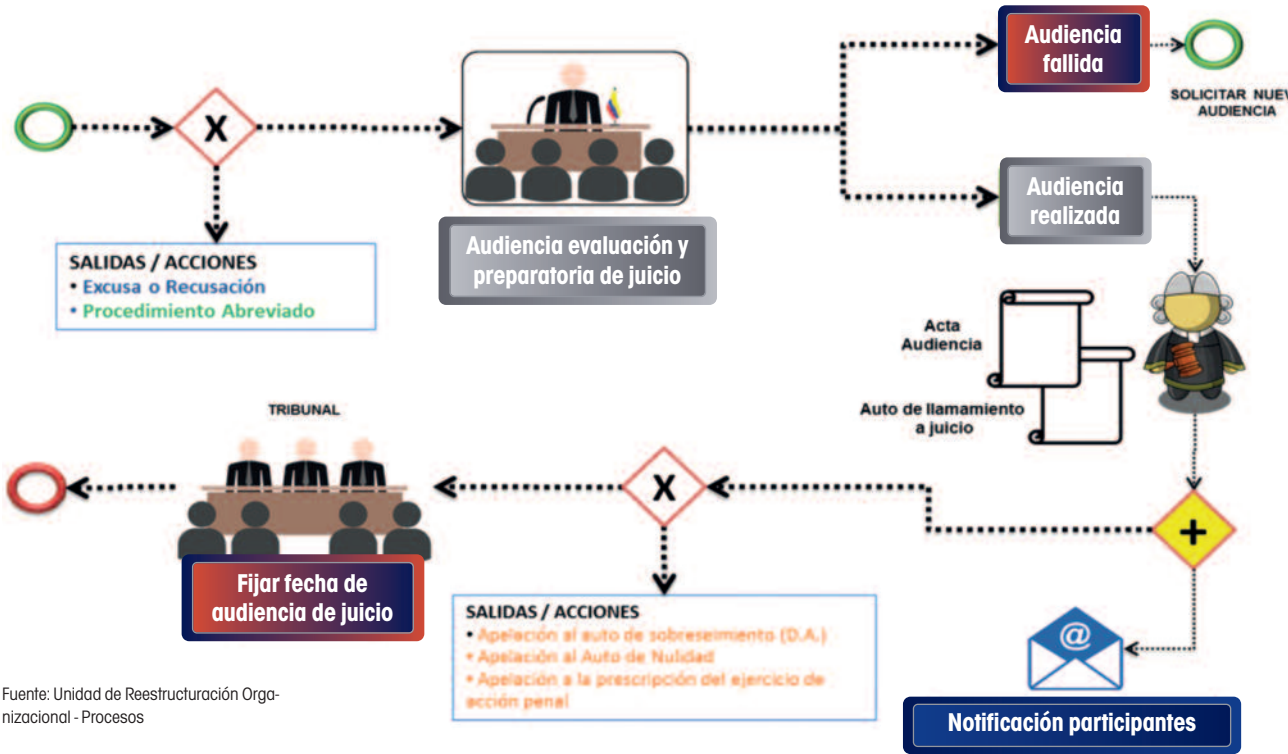 Audiencia
fallida
SOLICITAR NUEV
AUDIENCIA
X
Audiencia
realizada
Audiencia evaluación y
preparatoria de juicio
SALIDAS / ACCIONES
• Excusa o Recusación
• Procedimiento Abreviado
Acta
Audiencia
Auto de llamamiento
a juicio
TRIBUNAL
X
+
Fijar fecha de
audiencia de juicio
SALIDAS / ACCIONES
• Apelación al auto de sobreseimiento (D.A.)
• Apelación al Auto de Nulidad
• Apelación a la prescripción del ejercicio de
acción penal
@
Notificación participantes
Fuente: Unidad de Reestructuración Orga-
nizacional - Procesos